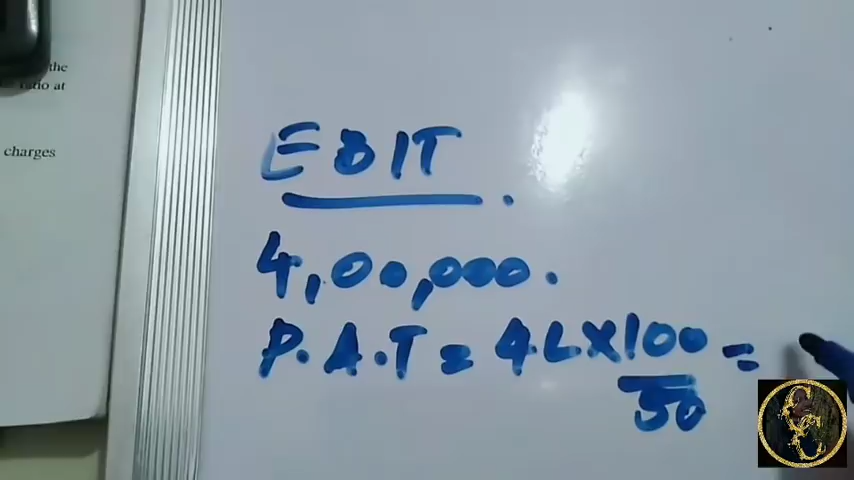 the
ratio at
charges
EBIT.
4,00,000.
P.A.T = 4L×100 =
50